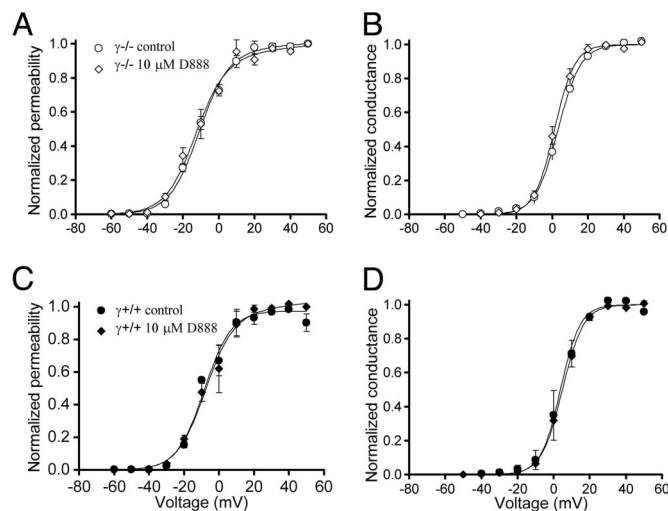 A
γ-/- control
γ-/- 10 μM D888
Normalized permeability
1.0
0.8
0.6
0.4
0.2
0.0
-80 -60 -40 -20 0 20 40 60
B
Normalized conductance
1.0
0.8
0.6
0.4
0.2
0.0
-80 -60 -40 -20 0 20 40 60
C
γ+/+ control
γ+/+ 10 μM D888
Normalized permeability
1.0
0.8
0.6
0.4
0.2
0.0
-80 -60 -40 -20 0 20 40 60
Voltage (mV)
D
Normalized conductance
1.0
0.8
0.6
0.4
0.2
0.0
-80 -60 -40 -20 0 20 40 60
Voltage (mV)